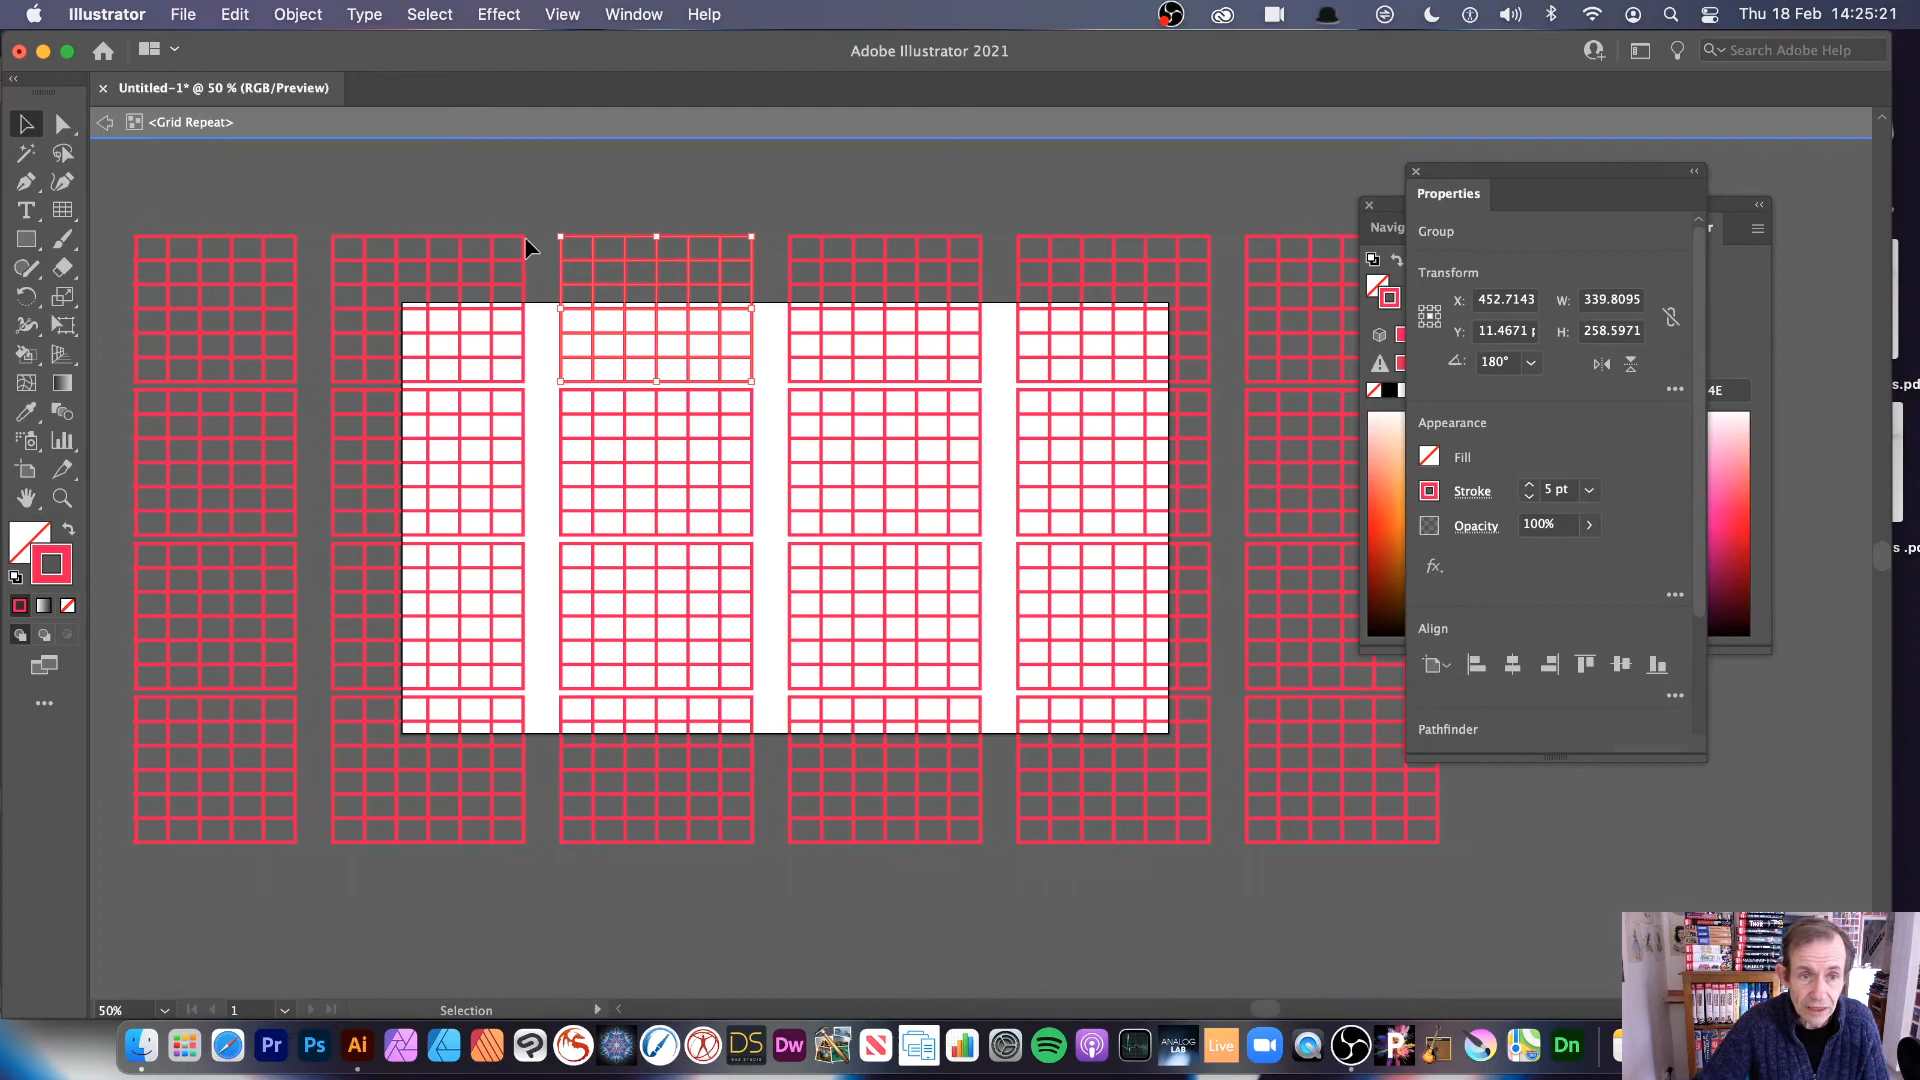 Illustrator File Edit Object Type Select Effect View Window Help Thu 18 Feb 14:25:21
Adobe Illustrator 2021
Search Adobe Help
Untitled-1* @ 50 % (RGB/Preview)
<Grid Repeat>
Properties
Navig
r
Group
Transform
X: 452.7143 W: 339.8095
Y: 11.4671 p H: 258.5971
180°
4E
s.pd
Appearance
Fill
Stroke 5 pt
Opacity 100%
fx.
s .pd
Align
Pathfinder
50% 1 Selection
Pr Ps Ai DS Dw ANALOG LAB Live P Dn